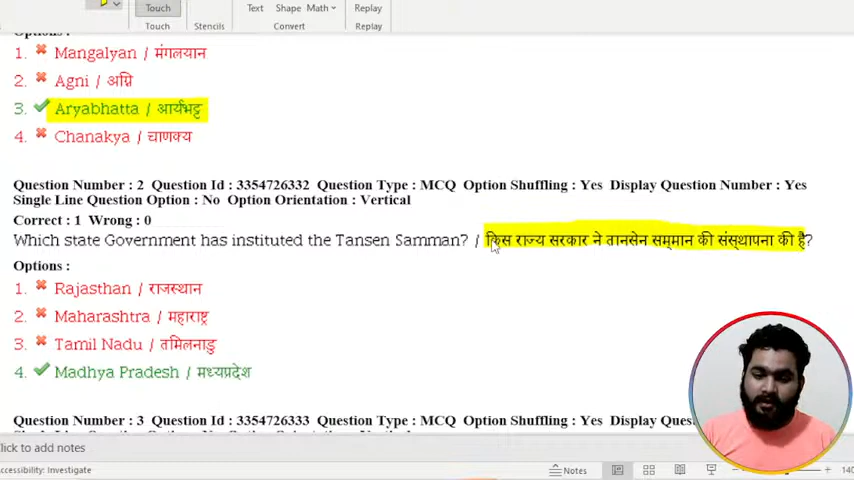 Touch
Text
Shape
Math
Replay
Touch
Stencils
Convert
Replay
Options :
1. Mangalyan / मंगलयान
2. Agni / अग्नि
3. Aryabhatta / आर्यभट्ट
4. Chanakya / चाणक्य
Question Number : 2 Question Id : 3354726332 Question Type : MCQ Option Shuffling : Yes Display Question Number : Yes
Single Line Question Option : No Option Orientation : Vertical
Correct : 1 Wrong : 0
Which state Government has instituted the Tansen Samman? / किस राज्य सरकार ने तानसेन सम्मान की संस्थापना की है?
Options :
1. Rajasthan / राजस्थान
2. Maharashtra / महाराष्ट्र
3. Tamil Nadu / तमिलनाडु
4. Madhya Pradesh / मध्यप्रदेश
Question Number : 3 Question Id : 3354726333 Question Type : MCQ Option Shuffling : Yes Display
Click to add notes
Accessibility: Investigate
Notes